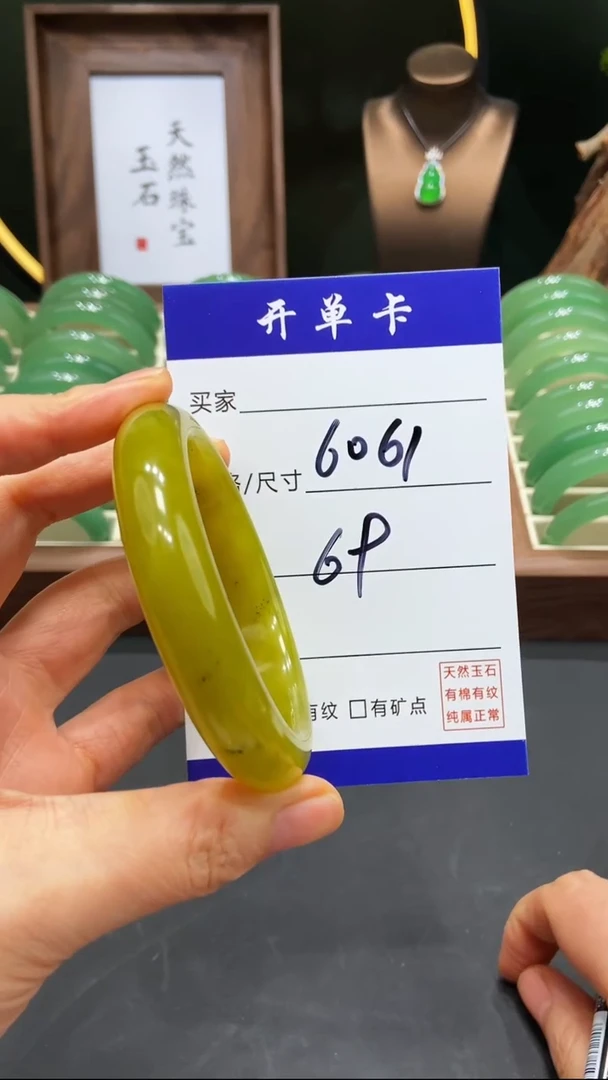 天然珠宝
玉石
开单卡
买家
/尺寸 6061
69
有纹 □有矿点
天然玉石
有棉有纹
纯属正常